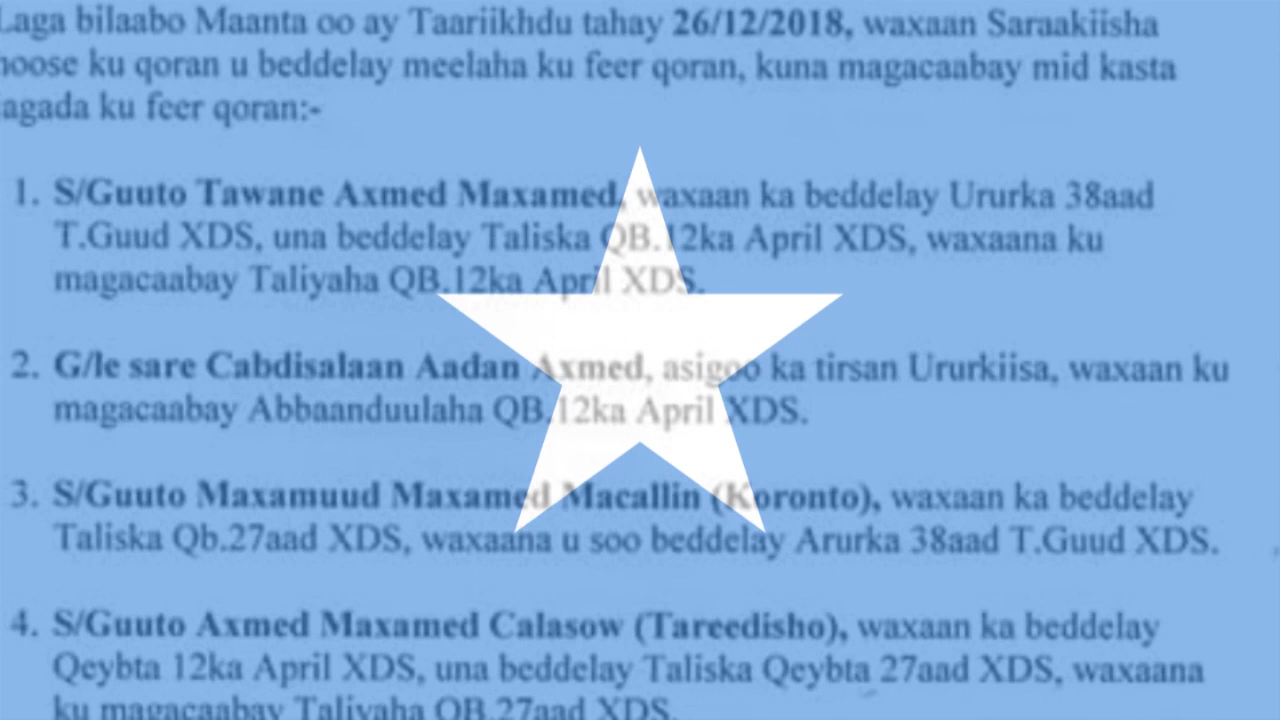 Laga bilaabo Maanta oo ay Taariikhdu tahay 26/12/2018, waxaan Saraakiisha
hoose ku qoran u beddelay meelaha ku feer qoran, kuna magacaabay mid kasta
jagada ku feer qoran:-
1. S/Guuto Tawane Axmed Maxamed, waxaan ka beddelay Ururka 38aad
T.Guud XDS, una beddelay Taliska QB.12ka April XDS, waxaana ku
magacaabay Taliyaha QB.12ka April XDS.
2. G/le sare Cabdisalaan Aadan Axmed, asigoo ka tirsan Ururkiisa, waxaan ku
magacaabay Abbaanduulaha QB.12ka April XDS.
3. S/Guuto Maxamuud Maxamed Macallin (Koronto), waxaan ka beddelay
Taliska Qb.27aad XDS, waxaana u soo beddelay Arurka 38aad T.Guud XDS.
4. S/Guuto Axmed Maxamed Calasow (Tareedisho), waxaan ka beddelay
Qeybta 12ka April XDS, una beddelay Taliska Qeybta 27aad XDS, waxaana
ku magacaabay Taliyaha QB.27aad XDS.